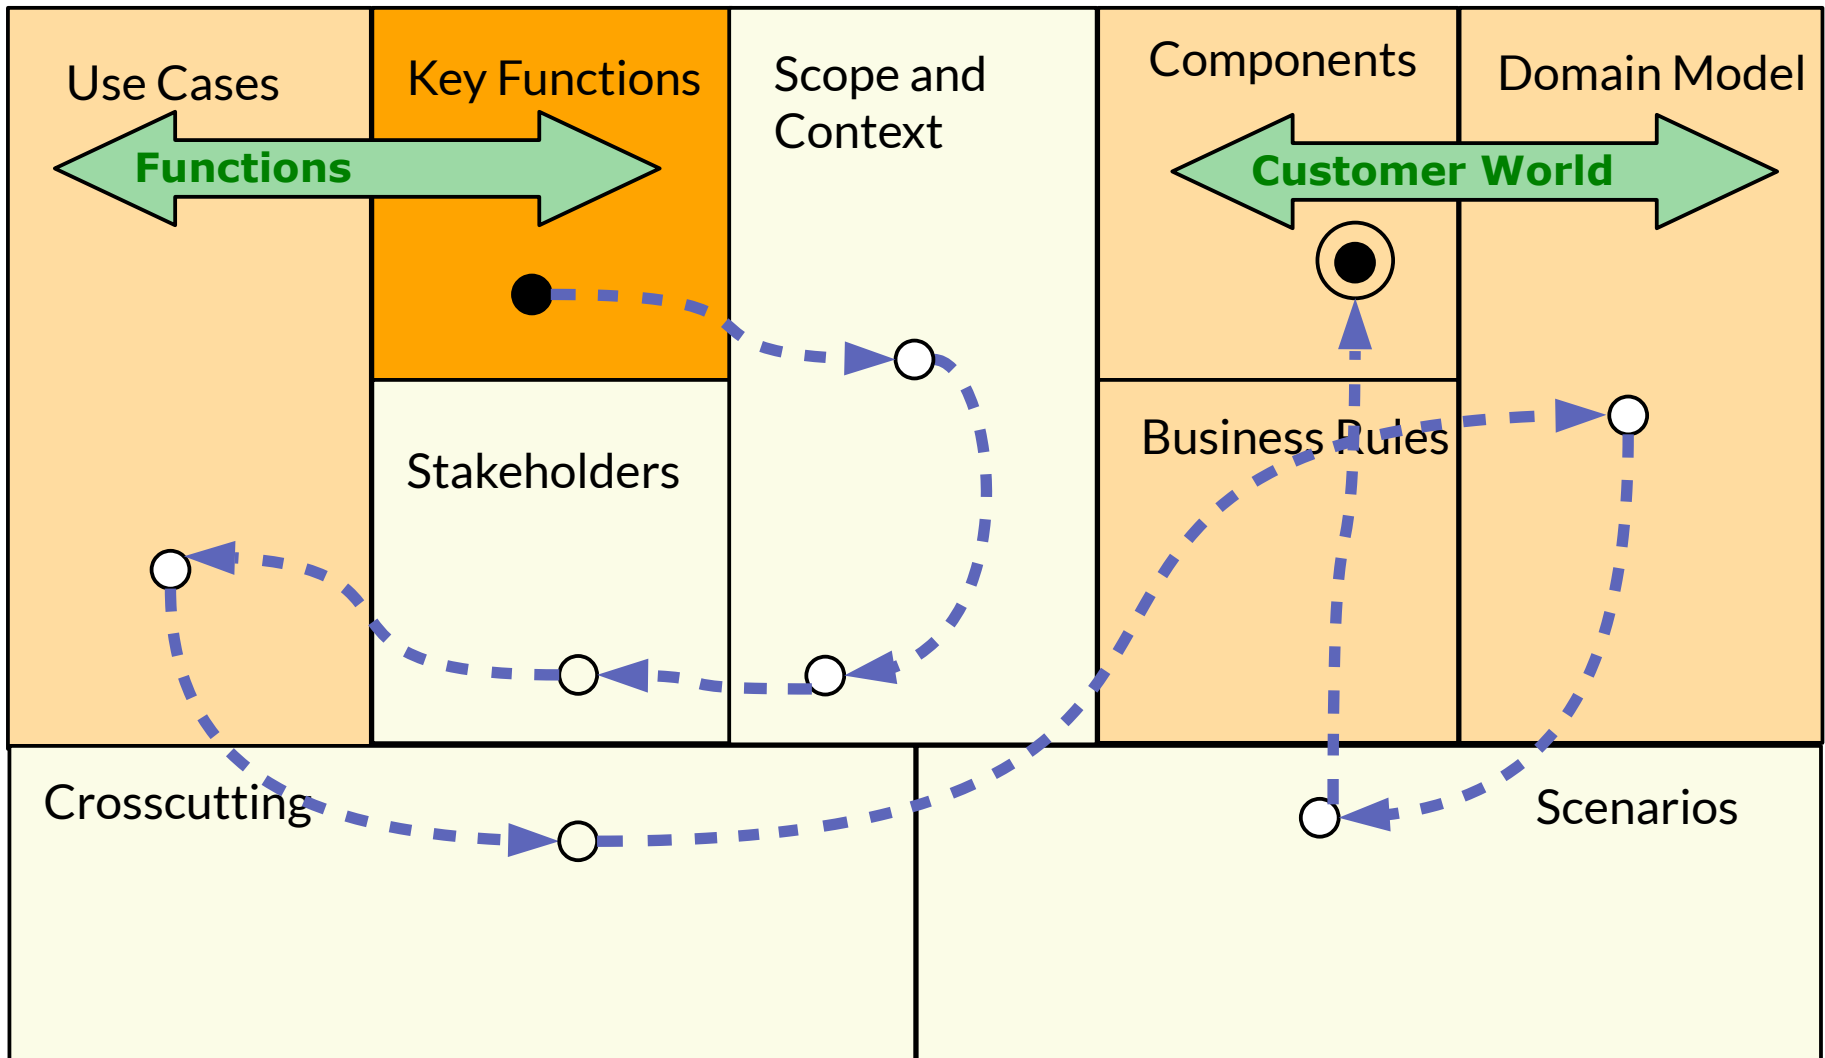 Use Cases
Key Functions
Scope and
Context
Components
Domain Model
Functions
Customer World
Stakeholders
Business Rules
Crosscutting
Scenarios